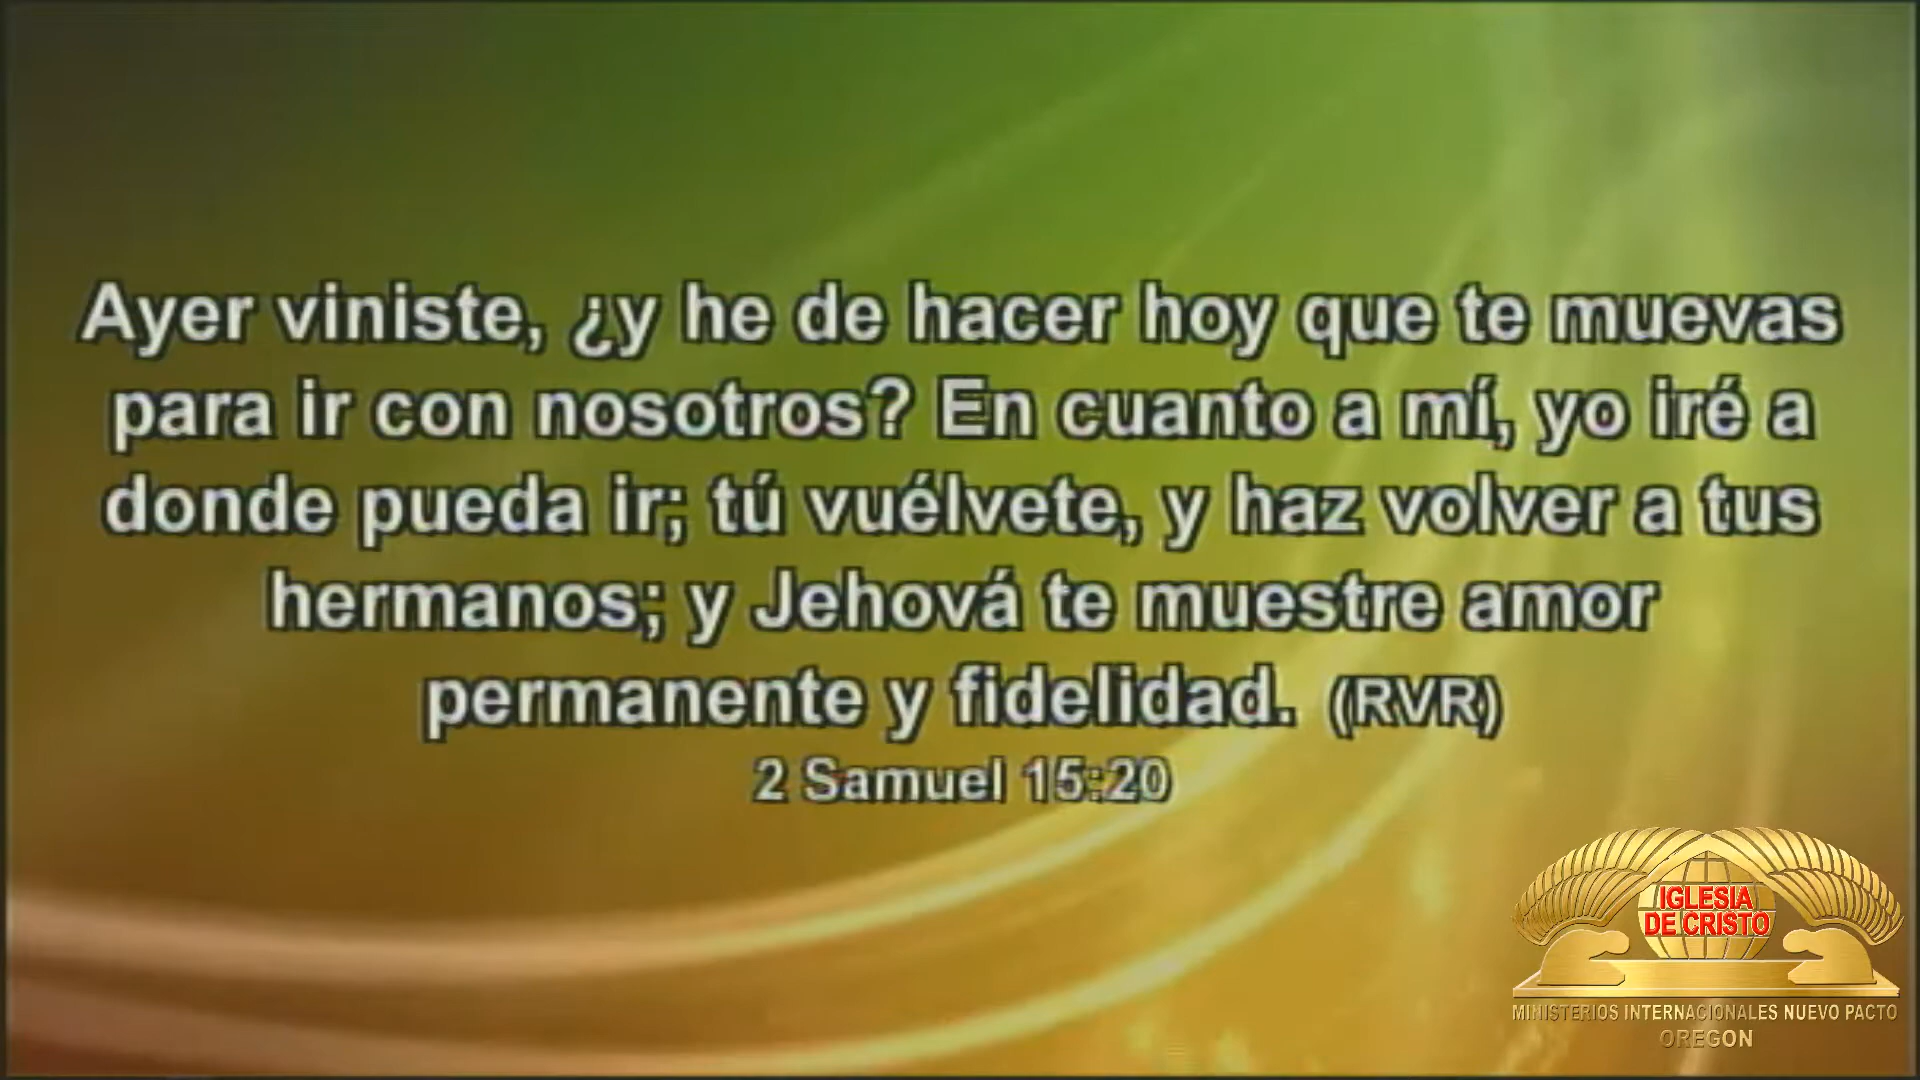 Ayer viniste, ¿y he de hacer hoy que te muevas
para ir con nosotros? En cuanto a mí, yo iré a
donde pueda ir; tú vuélvete, y haz volver a tus
hermanos; y Jehová te muestre amor
permanente y fidelidad. (RVR)
2 Samuel 15:20
IGLESIA
DE CRISTO
MINISTERIOS INTERNACIONALES NUEVO PACTO
OREGON